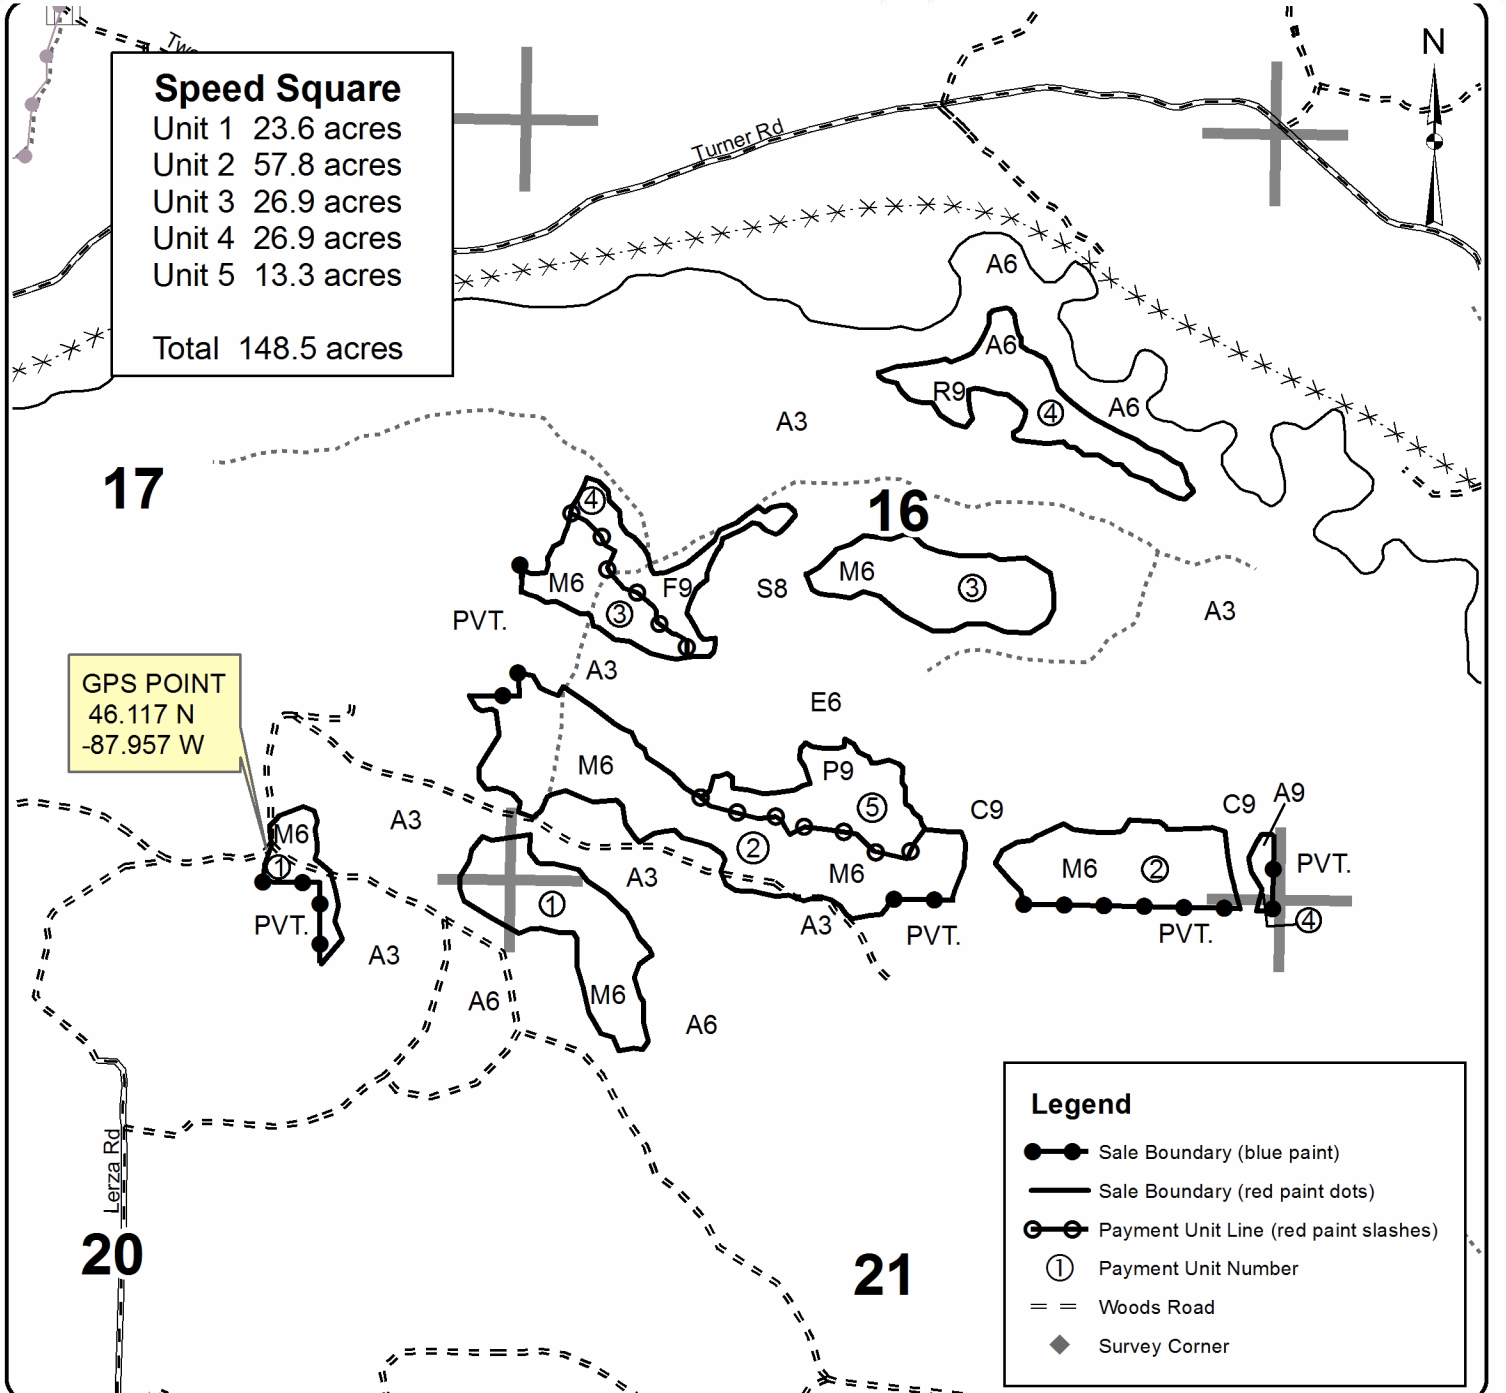 Two
N
Speed Square
Unit 1 23.6 acres
Unit 2 57.8 acres
Unit 3 26.9 acres
Unit 4 26.9 acres
Unit 5 13.3 acres
Total 148.5 acres
Turner Rd
A6
A6
R9
4
A6
A3
17
16
4
M6
F9
S8
M6
3
3
PVT.
A3
A3
GPS POINT
46.117 N
-87.957 W
E6
M6
P9
5
C9
C9
A9
A3
M6
1
2
M6
A3
M6
2
PVT.
1
PVT.
A3
PVT.
PVT.
4
A3
A6
M6
A6
Lerza Rd
20
21
Legend
Sale Boundary (blue paint)
Sale Boundary (red paint dots)
Payment Unit Line (red paint slashes)
1 Payment Unit Number
Woods Road
Survey Corner